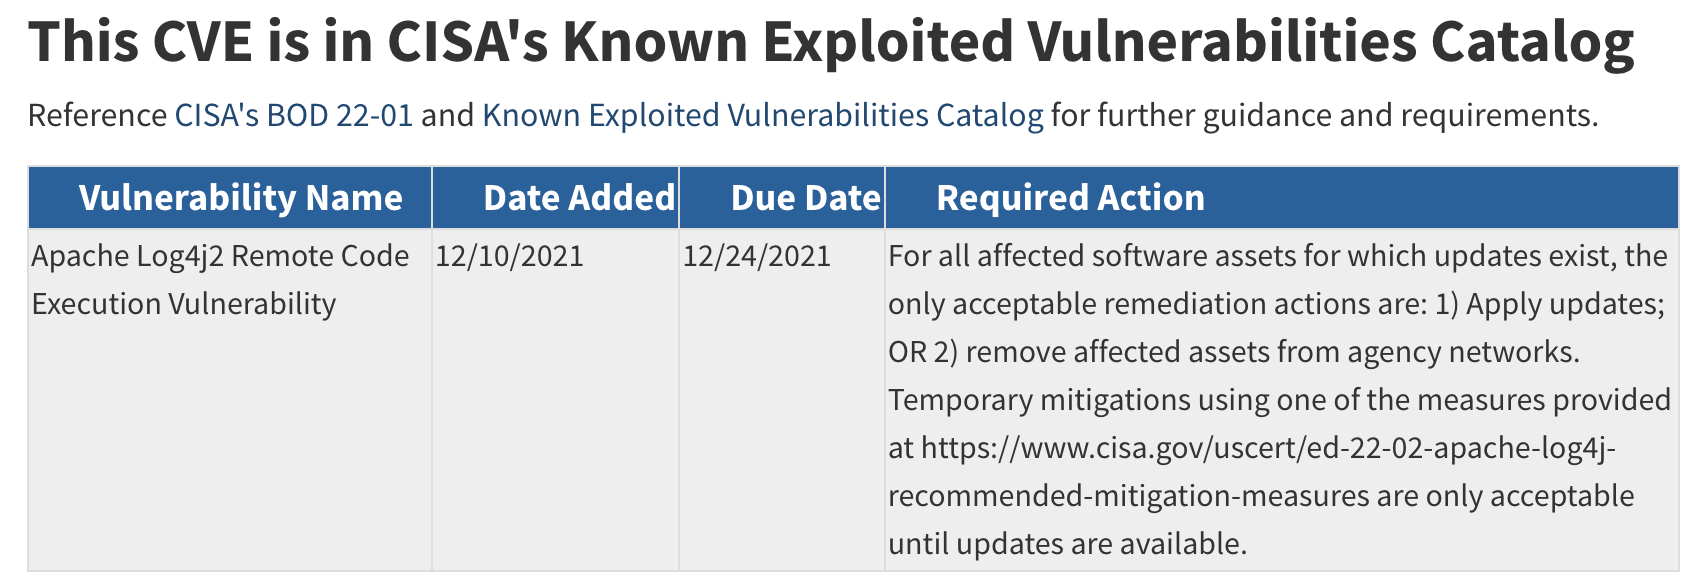 This CVE is in CISA's Known Exploited Vulnerabilities Catalog
Reference CISA's BOD 22-01 and Known Exploited Vulnerabilities Catalog for further guidance and requirements.
Vulnerability Name Date Added Due Date Required Action
Apache Log4j2 Remote Code 12/10/2021 12/24/2021 For all affected software assets for which updates exist, the
Execution Vulnerability only acceptable remediation actions are: 1) Apply updates;
OR 2) remove affected assets from agency networks.
Temporary mitigations using one of the measures provided
at https://www.cisa.gov/uscert/ed-22-02-apache-log4j-
recommended-mitigation-measures are only acceptable
until updates are available.